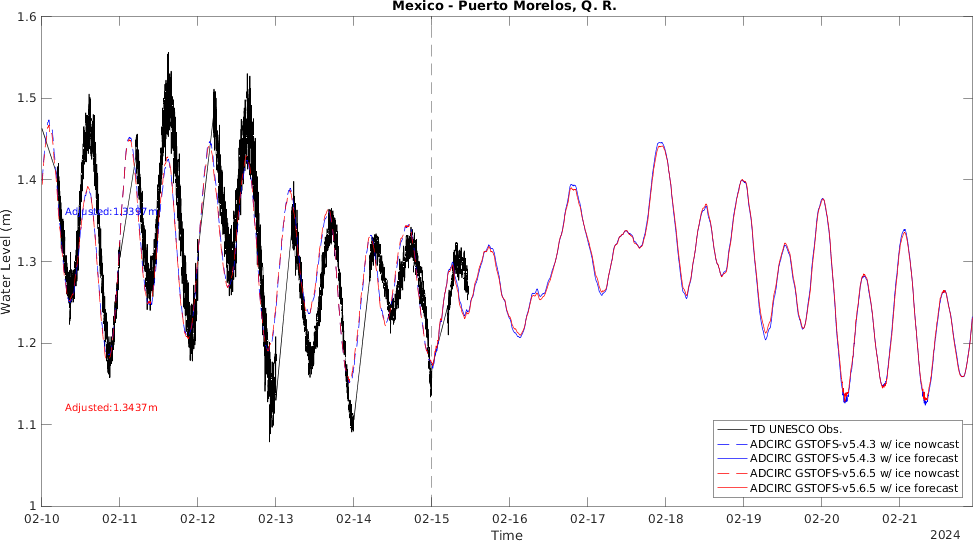 Mexico - Puerto Morelos, Q. R.
1.6
1.5
1.4
1.3
1.2
1.1
1
Water Level (m)
Adjusted:1.3397m
Adjusted:1.3437m
TD UNESCO Obs.
ADCIRC GSTOFS-v5.4.3 w/ ice nowcast
ADCIRC GSTOFS-v5.4.3 w/ ice forecast
ADCIRC GSTOFS-v5.6.5 w/ ice nowcast
ADCIRC GSTOFS-v5.6.5 w/ ice forecast
02-10 02-11 02-12 02-13 02-14 02-15 02-16 02-17 02-18 02-19 02-20 02-21
Time
2024